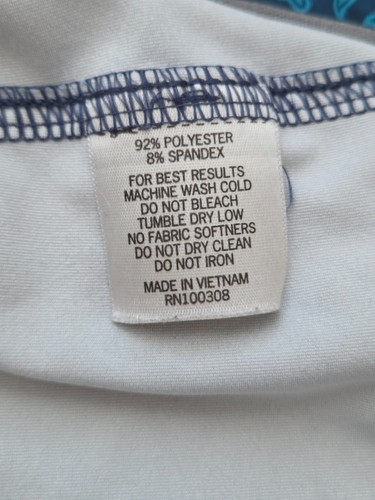 92% POLYESTER
8% SPANDEX
FOR BEST RESULTS
MACHINE WASH COLD
DO NOT BLEACH
TUMBLE DRY LOW
NO FABRIC SOFTNERS
DO NOT DRY CLEAN
DO NOT IRON
MADE IN VIETNAM
RN100308